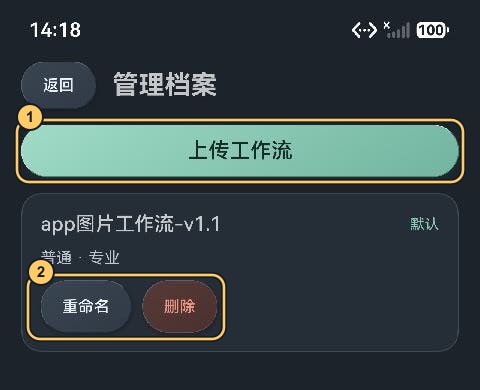 14:18
100
返回
管理档案
1
上传工作流
app图片工作流-v1.1
默认
普通 · 专业
2
重命名
删除